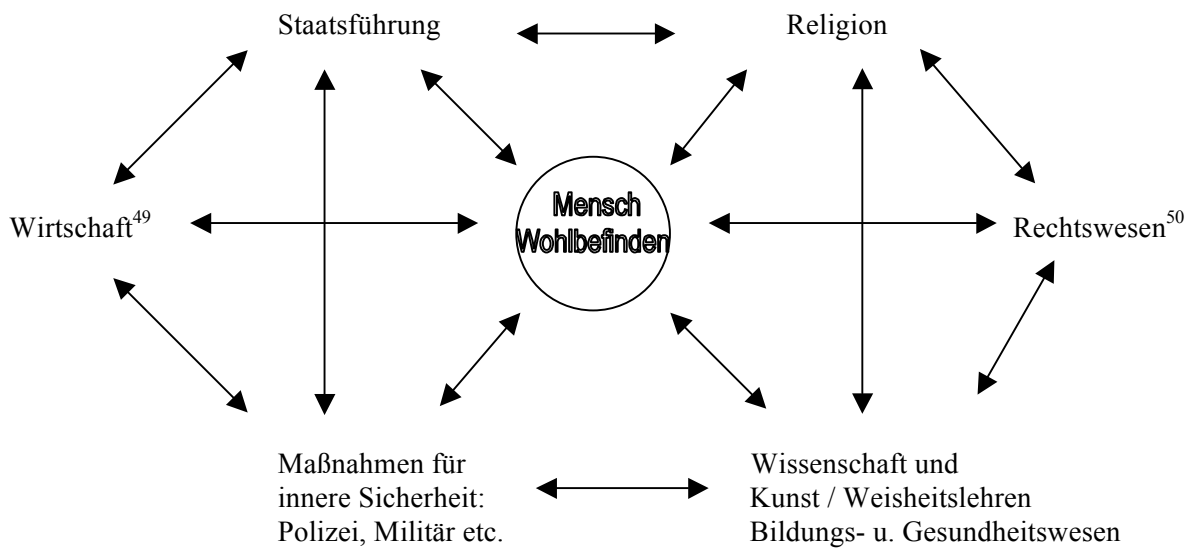 Staatsführung
Religion
Mensch
Wohlbefinden
Wirtschaft49
Rechtswesen50
Maßnahmen für
innere Sicherheit:
Polizei, Militär etc.
Wissenschaft und
Kunst / Weisheitslehren
Bildungs- u. Gesundheitswesen